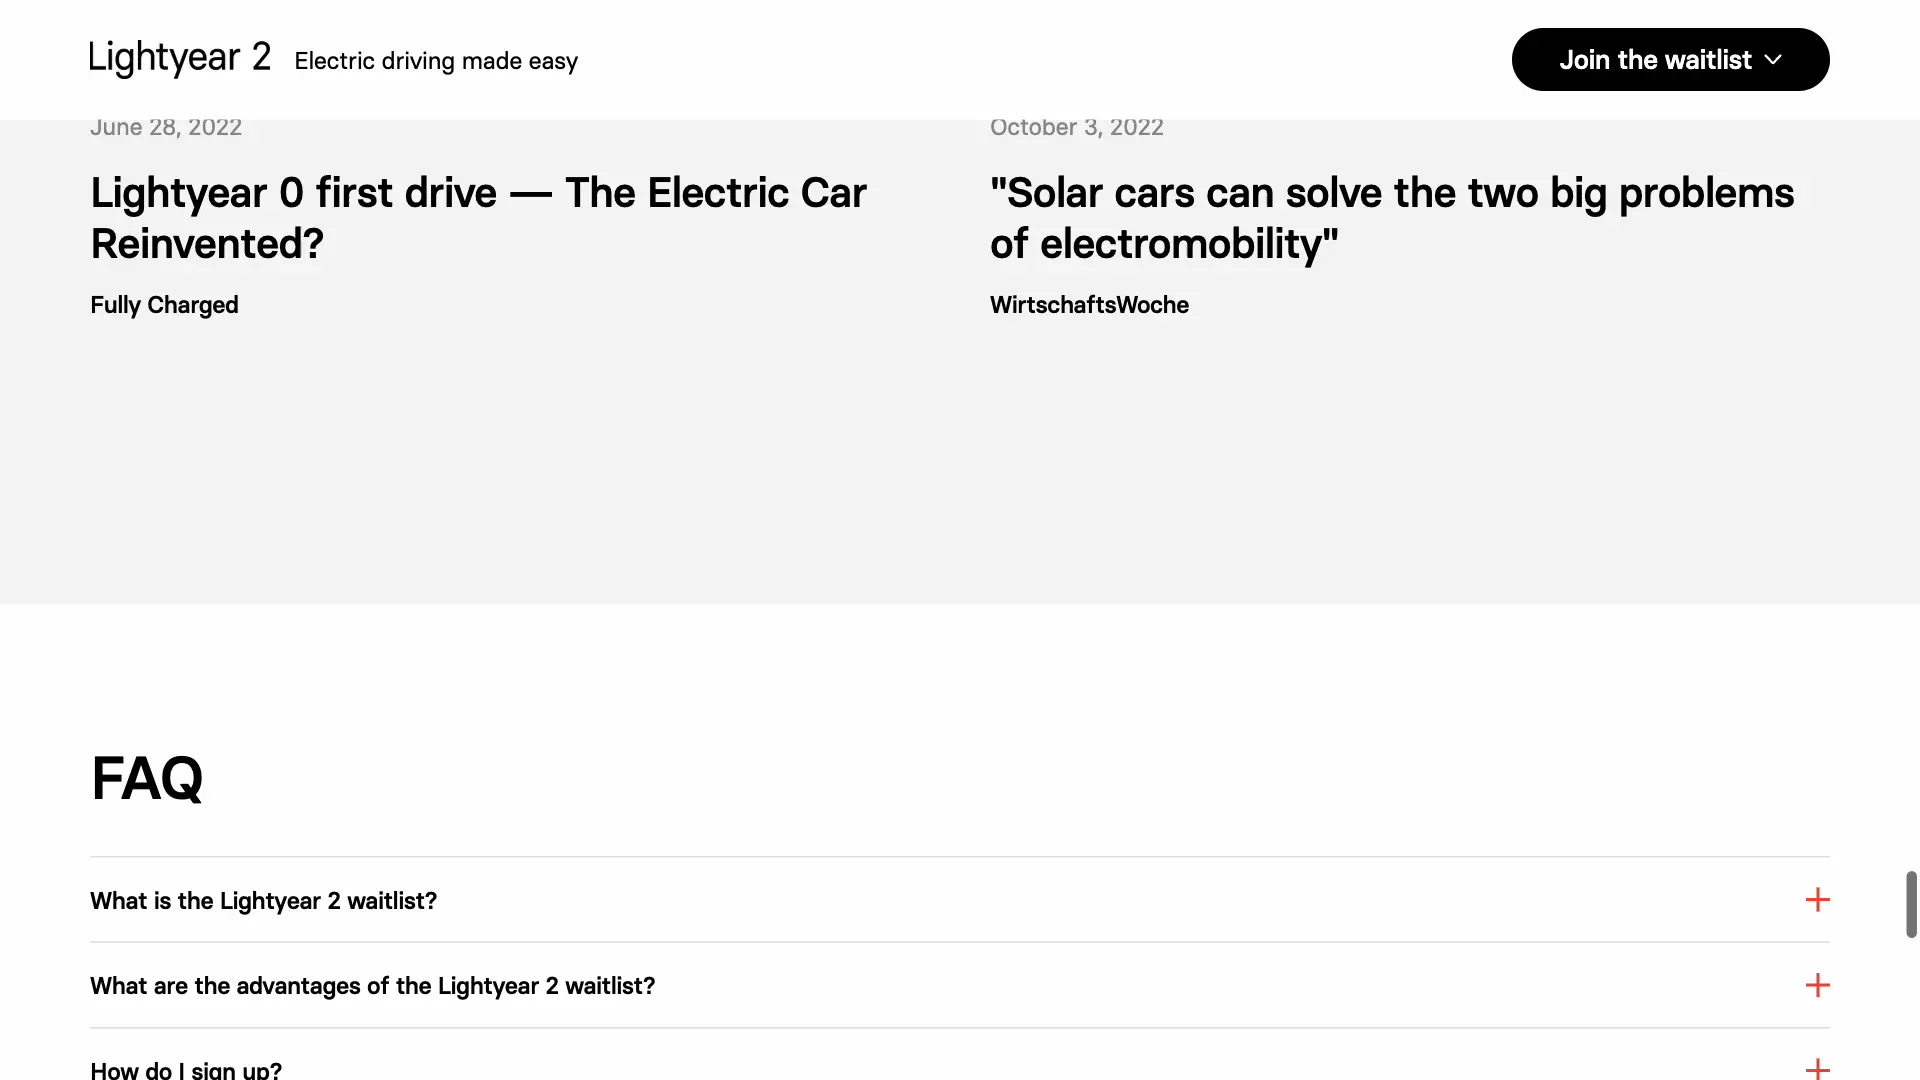 Lightyear 2 Electric driving made easy
Join the waitlist
June 28, 2022
Lightyear 0 first drive — The Electric Car
Reinvented?
Fully Charged
October 3, 2022
"Solar cars can solve the two big problems
of electromobility"
WirtschaftsWoche
FAQ
What is the Lightyear 2 waitlist?
What are the advantages of the Lightyear 2 waitlist?
How do I sign up?